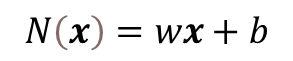 N(x) = wx + b